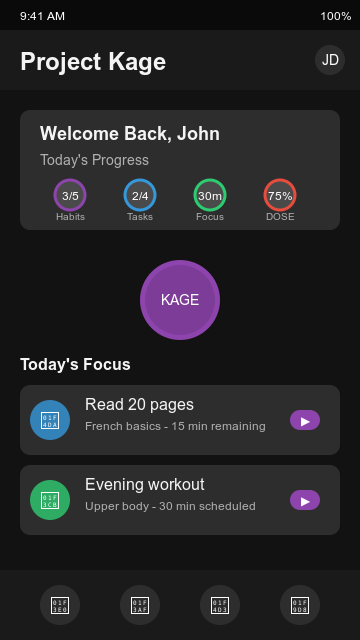 9:41 AM 100%
Project Kage JD
Welcome Back, John
Today's Progress
3/5 2/4 30m 75%
Habits Tasks Focus DOSE
KAGE
Today's Focus
Read 20 pages
French basics - 15 min remaining
Evening workout
Upper body - 30 min scheduled